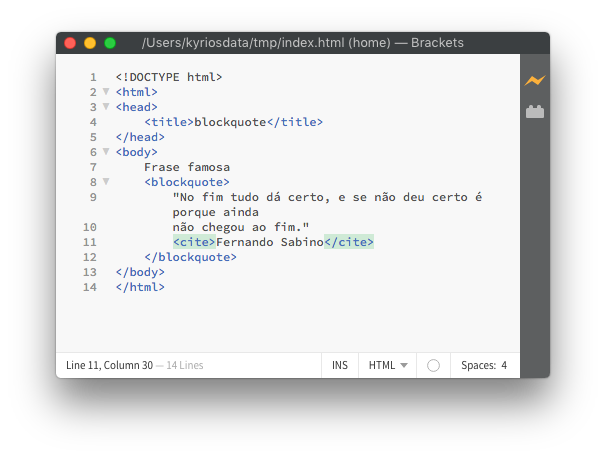 /Users/kyriosdata/tmp/index.html (home) — Brackets
1 <!DOCTYPE html>
2 <html>
3 <head>
4 <title>blockquote</title>
5 </head>
6 <body>
7 Frase famosa
8 <blockquote>
9 "No fim tudo dá certo, e se não deu certo é
porque ainda
10 não chegou ao fim."
11 <cite>Fernando Sabino</cite>
12 </blockquote>
13 </body>
14 </html>
Line 11, Column 30 — 14 Lines INS HTML Spaces: 4